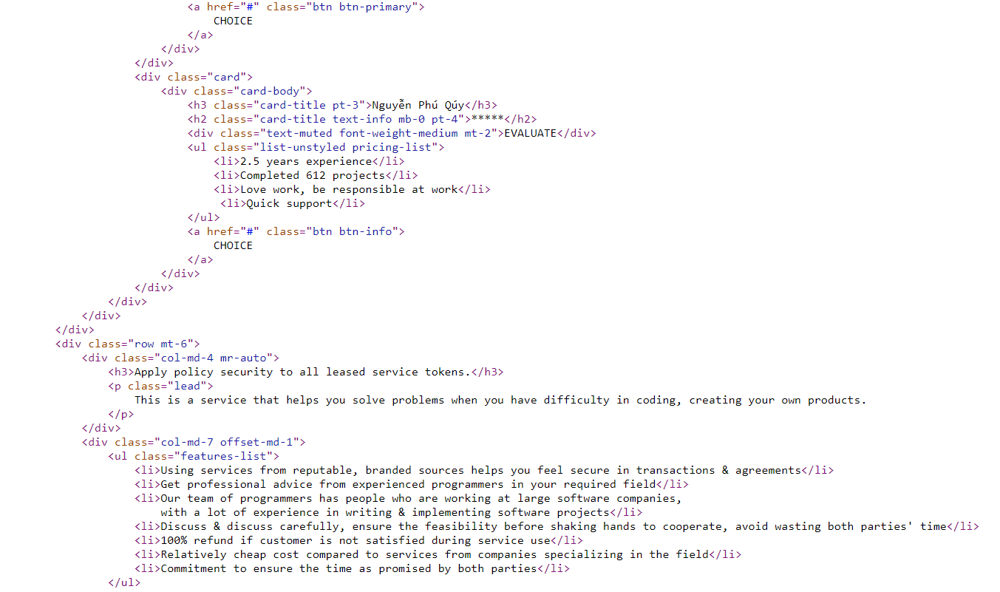 <a href="#" class="btn btn-primary">
CHOICE
</a>
</div>
</div>
<div class="card">
<div class="card-body">
<h3 class="card-title pt-3">Nguyễn Phú Qúy</h3>
<h2 class="card-title text-info mb-0 pt-4">*****</h2>
<div class="text-muted font-weight-medium mt-2">EVALUATE</div>
<ul class="list-unstyled pricing-list">
<li>2.5 years experience</li>
<li>Completed 612 projects</li>
<li>Love work, be responsible at work</li>
<li>Quick support</li>
</ul>
<a href="#" class="btn btn-info">
CHOICE
</a>
</div>
</div>
</div>
</div>
</div>
<div class="row mt-6">
<div class="col-md-4 mr-auto">
<h3>Apply policy security to all leased service tokens.</h3>
<p class="lead">
This is a service that helps you solve problems when you have difficulty in coding, creating your own products.
</p>
</div>
<div class="col-md-7 offset-md-1">
<ul class="features-list">
<li>Using services from reputable, branded sources helps you feel secure in transactions & agreements</li>
<li>Get professional advice from experienced programmers in your required field</li>
<li>Our team of programmers has people who are working at large software companies,
with a lot of experience in writing & implementing software projects</li>
<li>Discuss & discuss carefully, ensure the feasibility before shaking hands to cooperate, avoid wasting both parties' time</li>
<li>100% refund if customer is not satisfied during service use</li>
<li>Relatively cheap cost compared to services from companies specializing in the field</li>
<li>Commitment to ensure the time as promised by both parties</li>
</ul>